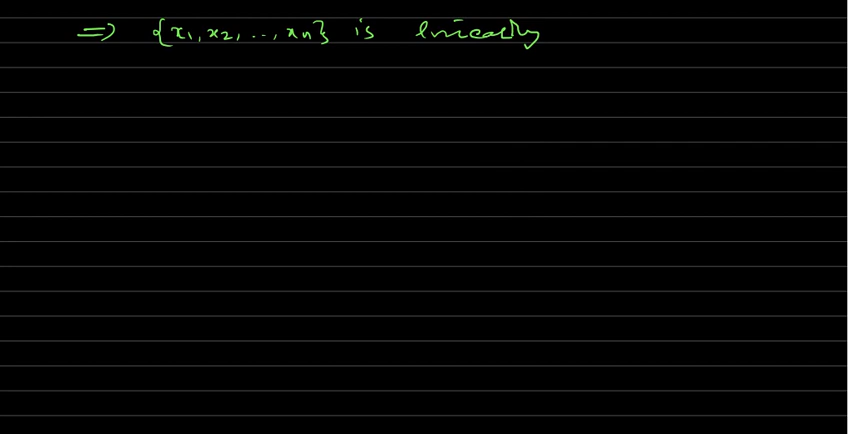 ⇒ {x₁, x₂, ..., xₙ} is linearly